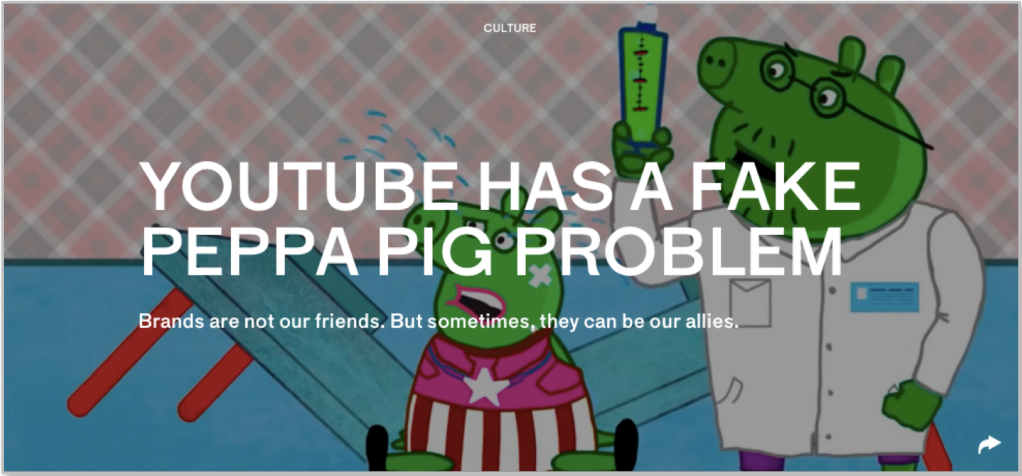 CULTURE
YOUTUBE HAS A FAKE
PEPPA PIG PROBLEM
Brands are not our friends. But sometimes, they can be our allies.